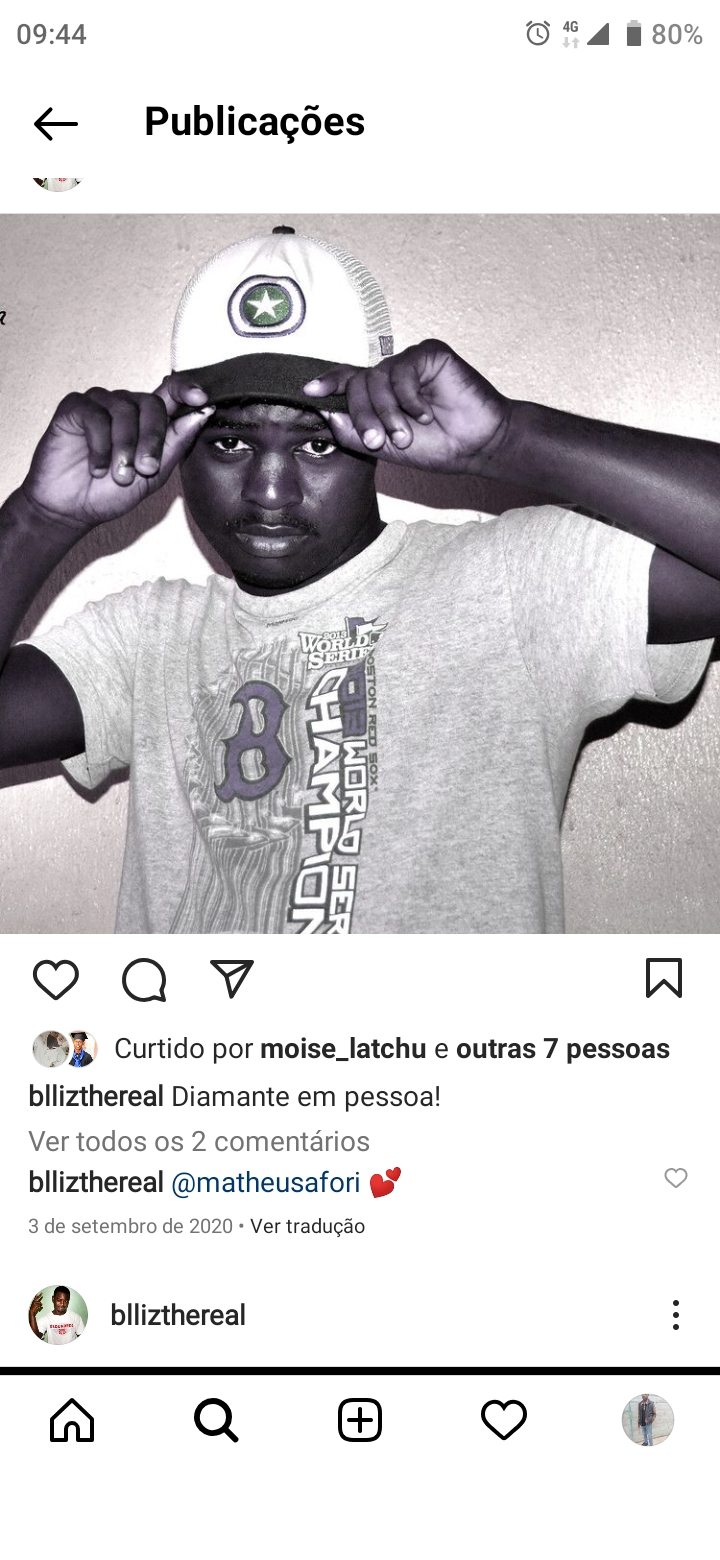 09:44
4G
80%
Publicações
2013
WORLD
SERIES
BOSTON RED SOX
B
CHAMPION
WORLD SER
Curtido por moise_latchu e outras 7 pessoas
bllizthereal Diamante em pessoa!
Ver todos os 2 comentários
bllizthereal @matheusafori 💕
3 de setembro de 2020 • Ver tradução
bllizthereal